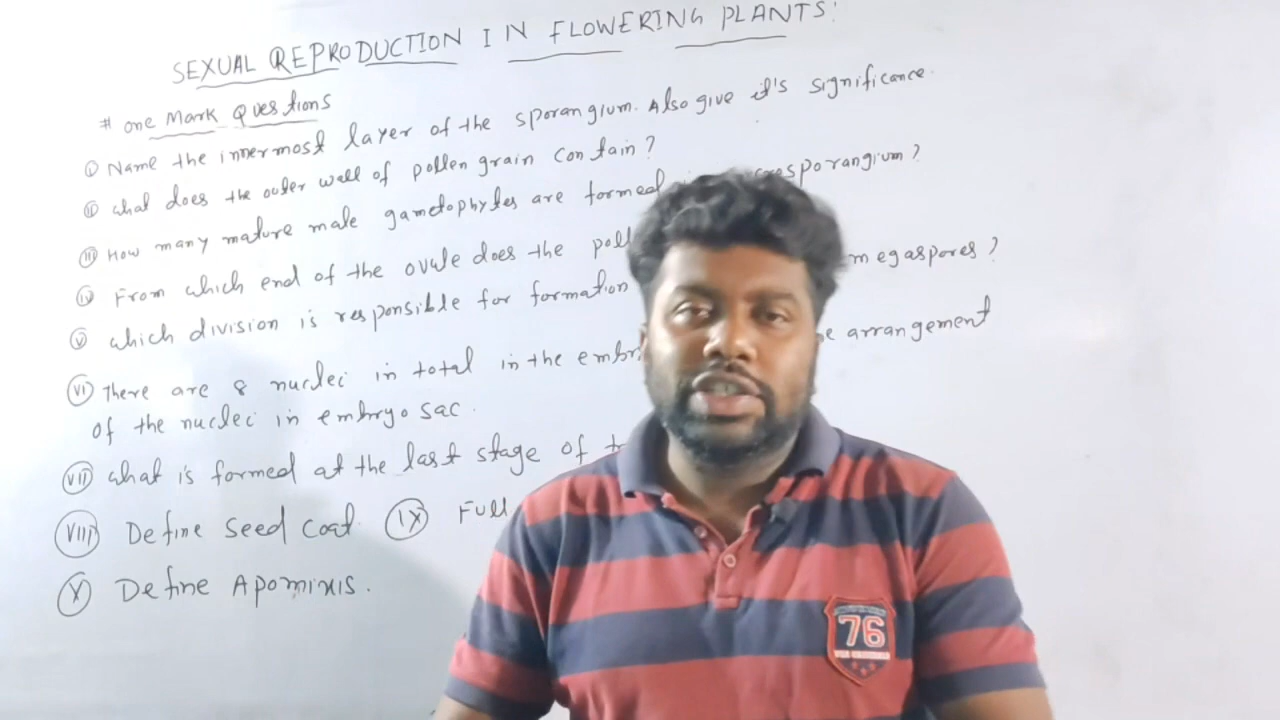 SEXUAL REPRODUCTION IN FLOWERING PLANTS:
# one Mark Questions
(i) Name the innermost layer of the sporangium. Also give it's significance.
(ii) What does the outer wall of pollen grain contain?
(iii) How many mature male gametophytes are formed
(iv) From which end of the ovule does the
(v) which division is responsible for formation megaspores?
(vi) There are 8 nuclei in total in the arrangement
of the nuclei in embryo sac.
(vii) What is formed at the last stage of
(VIII) Define Seed Coat (IX) Full
(X) Define Apomixis.
76